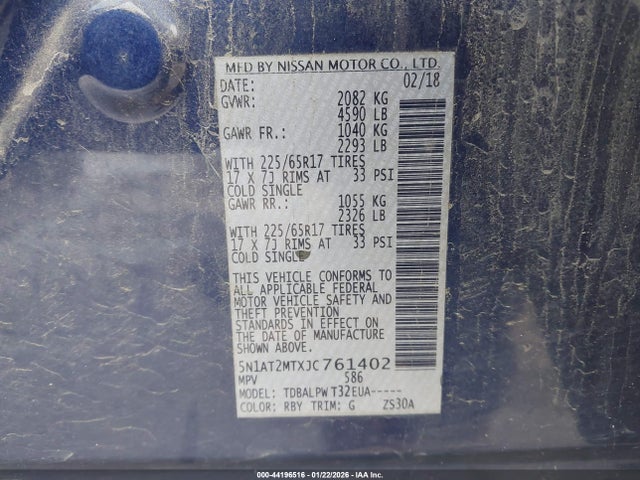 MFD BY NISSAN MOTOR CO., LTD.
DATE: 02/18
GVWR: 2082 KG
4590 LB
GAWR FR.: 1040 KG
2293 LB
WITH 225/65R17 TIRES
17 X 7J RIMS AT 33 PSI
COLD SINGLE
GAWR RR.: 1055 KG
2326 LB
WITH 225/65R17 TIRES
17 X 7J RIMS AT 33 PSI
COLD SINGLE
THIS VEHICLE CONFORMS TO
ALL APPLICABLE FEDERAL
MOTOR VEHICLE SAFETY AND
THEFT PREVENTION
STANDARDS IN EFFECT ON
THE DATE OF MANUFACTURE
SHOWN ABOVE.
5N1AT2MTXJC761402
MPV 586
MODEL: TDBALPW T32EUA-----
COLOR: RBY TRIM: G ZS30A
000-44196516 - 01/22/2026 - IAA Inc.